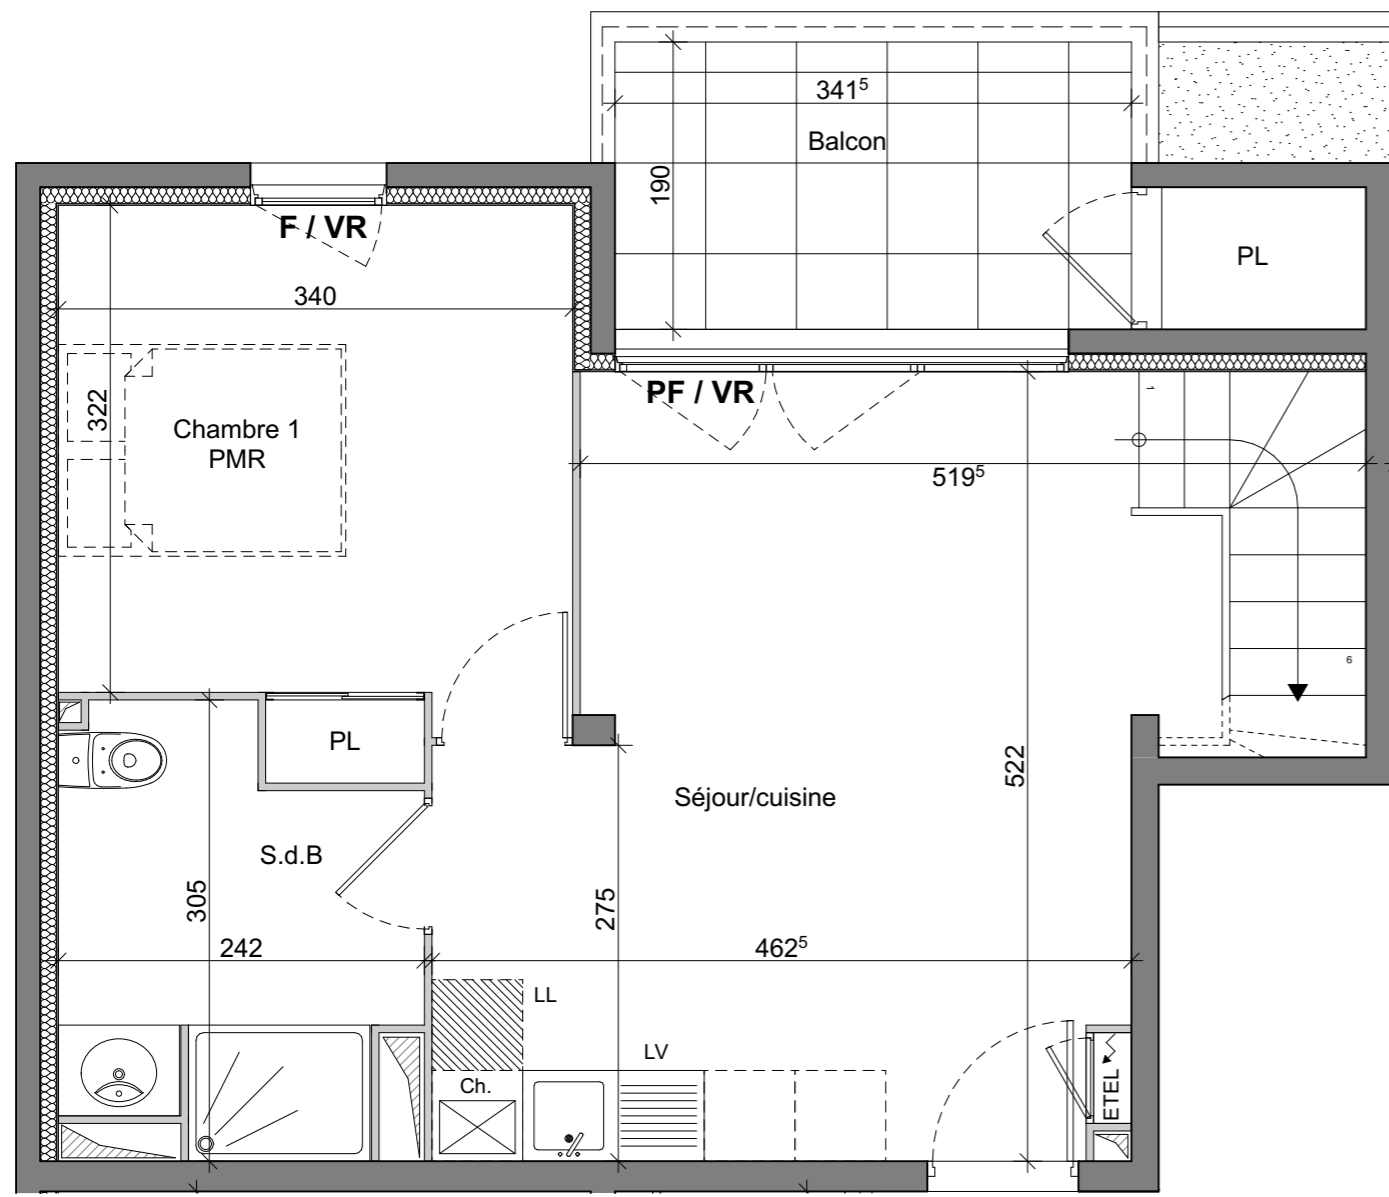 341⁵
Balcon
190
F / VR
PL
340
PF / VR
1
322
Chambre 1
PMR
519⁵
6
PL
522
Séjour/cuisine
S.d.B
305
275
242
462⁵
LL
LV
Ch.
ETEL